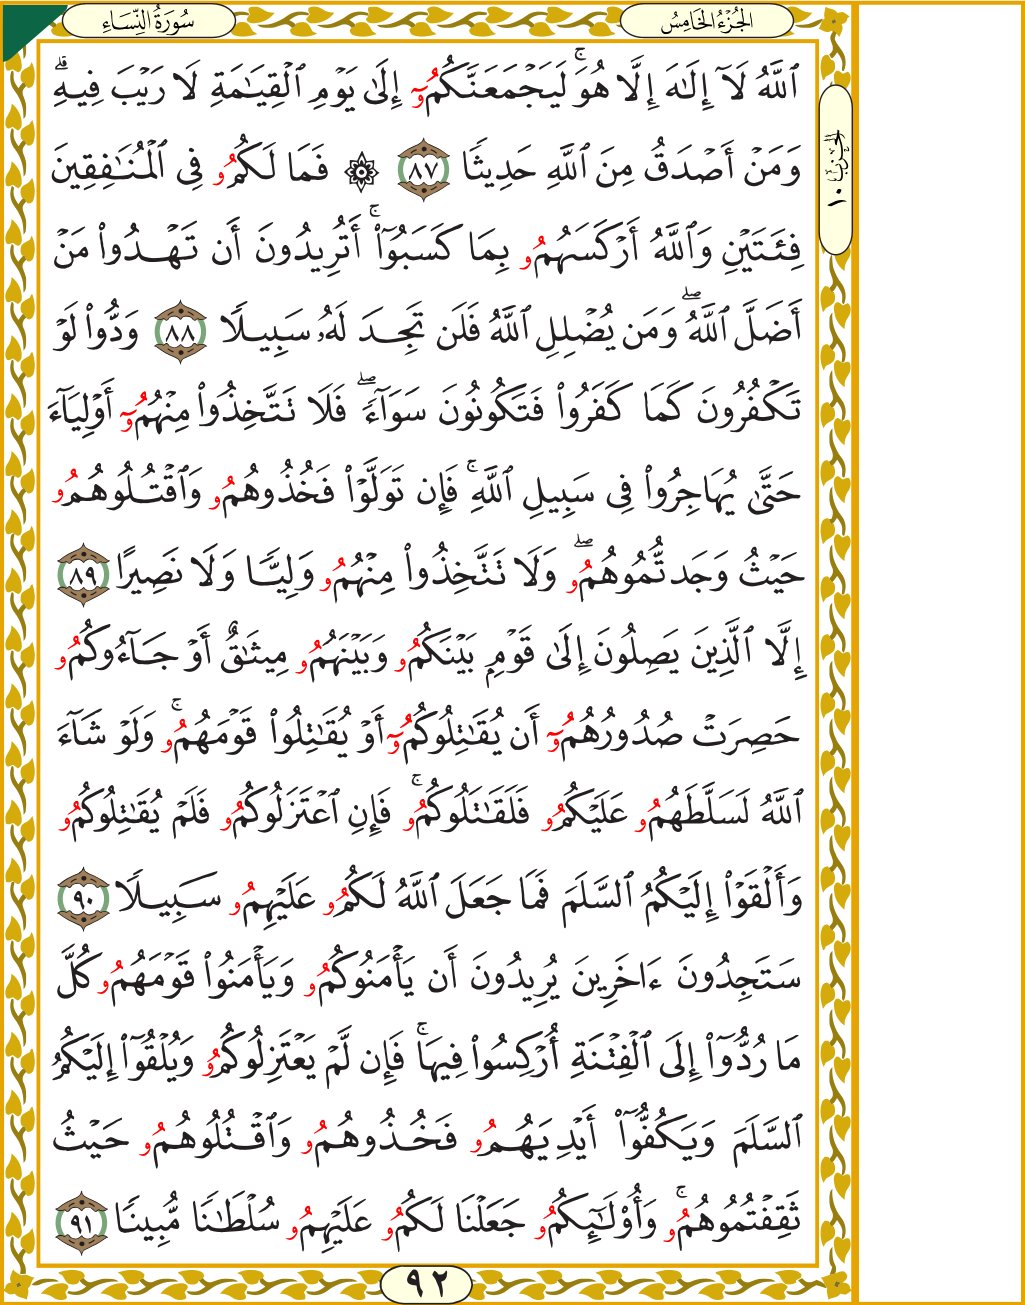 سُورَةُ النِّسَاءِ
الجُزْءُ الخَامِسُ
الحِزْبُ ١٠
ٱللَّهُ لَآ إِلَٰهَ إِلَّا هُوَۚ لَيَجۡمَعَنَّكُمُۥٓ إِلَىٰ يَوۡمِ ٱلۡقِيَٰمَةِ لَا رَيۡبَ فِيهِۗ
وَمَنۡ أَصۡدَقُ مِنَ ٱللَّهِ حَدِيثٗا ٨٧ ۞ فَمَا لَكُمُۥ فِي ٱلۡمُنَٰفِقِينَ
فِئَتَيۡنِ وَٱللَّهُ أَرۡكَسَهُمُۥ بِمَا كَسَبُوٓاْۚ أَتُرِيدُونَ أَن تَهۡدُواْ مَنۡ
أَضَلَّ ٱللَّهُۖ وَمَن يُضۡلِلِ ٱللَّهُ فَلَن تَجِدَ لَهُۥ سَبِيلٗا ٨٨ وَدُّواْ لَوۡ
تَكۡفُرُونَ كَمَا كَفَرُواْ فَتَكُونُونَ سَوَآءٗۖ فَلَا تَتَّخِذُواْ مِنۡهُمُۥٓ أَوۡلِيَآءَ
حَتَّىٰ يُهَاجِرُواْ فِي سَبِيلِ ٱللَّهِۚ فَإِن تَوَلَّوۡاْ فَخُذُوهُمُۥ وَٱقۡتُلُوهُمُۥ
حَيۡثُ وَجَدتُّمُوهُمُۥۖ وَلَا تَتَّخِذُواْ مِنۡهُمُۥ وَلِيّٗا وَلَا نَصِيرًا ٨٩
إِلَّا ٱلَّذِينَ يَصِلُونَ إِلَىٰ قَوۡمِۭ بَيۡنَكُمُۥ وَبَيۡنَهُمُۥ مِيثَٰقٌ أَوۡ جَآءُوكُمُۥ
حَصِرَتۡ صُدُورُهُمُۥٓ أَن يُقَٰتِلُوكُمُۥٓ أَوۡ يُقَٰتِلُواْ قَوۡمَهُمُۥۚ وَلَوۡ شَآءَ
ٱللَّهُ لَسَلَّطَهُمُۥ عَلَيۡكُمُۥ فَلَقَٰتَلُوكُمُۥۚ فَإِنِ ٱعۡتَزَلُوكُمُۥ فَلَمۡ يُقَٰتِلُوكُمُۥ
وَأَلۡقَوۡاْ إِلَيۡكُمُ ٱلسَّلَمَ فَمَا جَعَلَ ٱللَّهُ لَكُمُۥ عَلَيۡهِمُۥ سَبِيلٗا ٩٠
سَتَجِدُونَ ءَاخَرِينَ يُرِيدُونَ أَن يَأۡمَنُوكُمُۥ وَيَأۡمَنُواْ قَوۡمَهُمُۥ كُلَّ
مَا رُدُّوٓاْ إِلَى ٱلۡفِتۡنَةِ أُرۡكِسُواْ فِيهَاۚ فَإِن لَّمۡ يَعۡتَزِلُوكُمُۥ وَيُلۡقُوٓاْ إِلَيۡكُمُ
ٱلسَّلَمَ وَيَكُفُّوٓاْ أَيۡدِيَهُمُۥ فَخُذُوهُمُۥ وَٱقۡتُلُوهُمُۥ حَيۡثُ
ثَقِفۡتُمُوهُمُۥۚ وَأُوْلَٰٓئِكُمُۥ جَعَلۡنَا لَكُمُۥ عَلَيۡهِمُۥ سُلۡطَٰنٗا مُّبِينٗا ٩١
٩٢